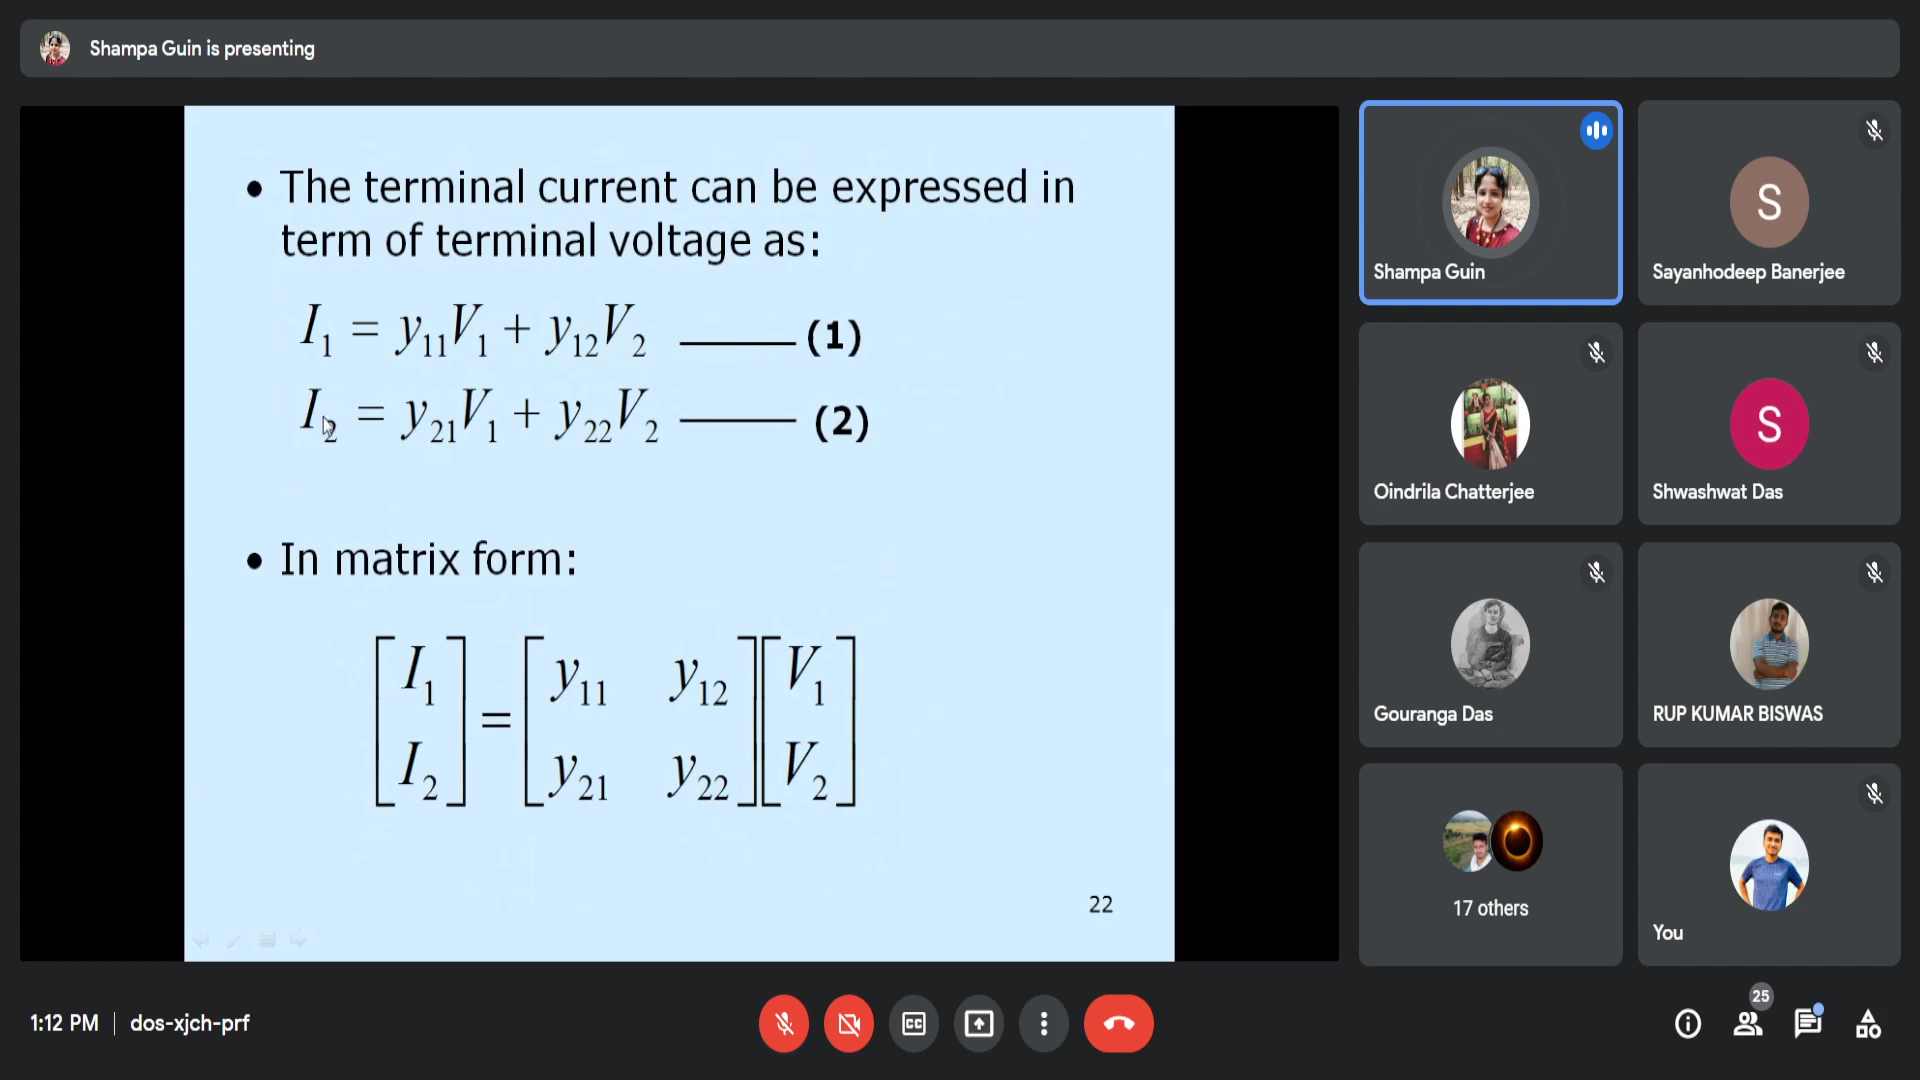 Shampa Guin is presenting
• The terminal current can be expressed in
term of terminal voltage as:
I₁ = y₁₁V₁ + y₁₂V₂ ——— (1)
I₂ = y₂₁V₁ + y₂₂V₂ ——— (2)
• In matrix form:
[I₁] = [y₁₁ y₁₂][V₁]
[I₂] [y₂₁ y₂₂][V₂]
22
Shampa Guin
S
Sayanhodeep Banerjee
Oindrila Chatterjee
S
Shwashwat Das
Gouranga Das
RUP KUMAR BISWAS
17 others
You
1:12 PM | dos-xjch-prf
CC
25